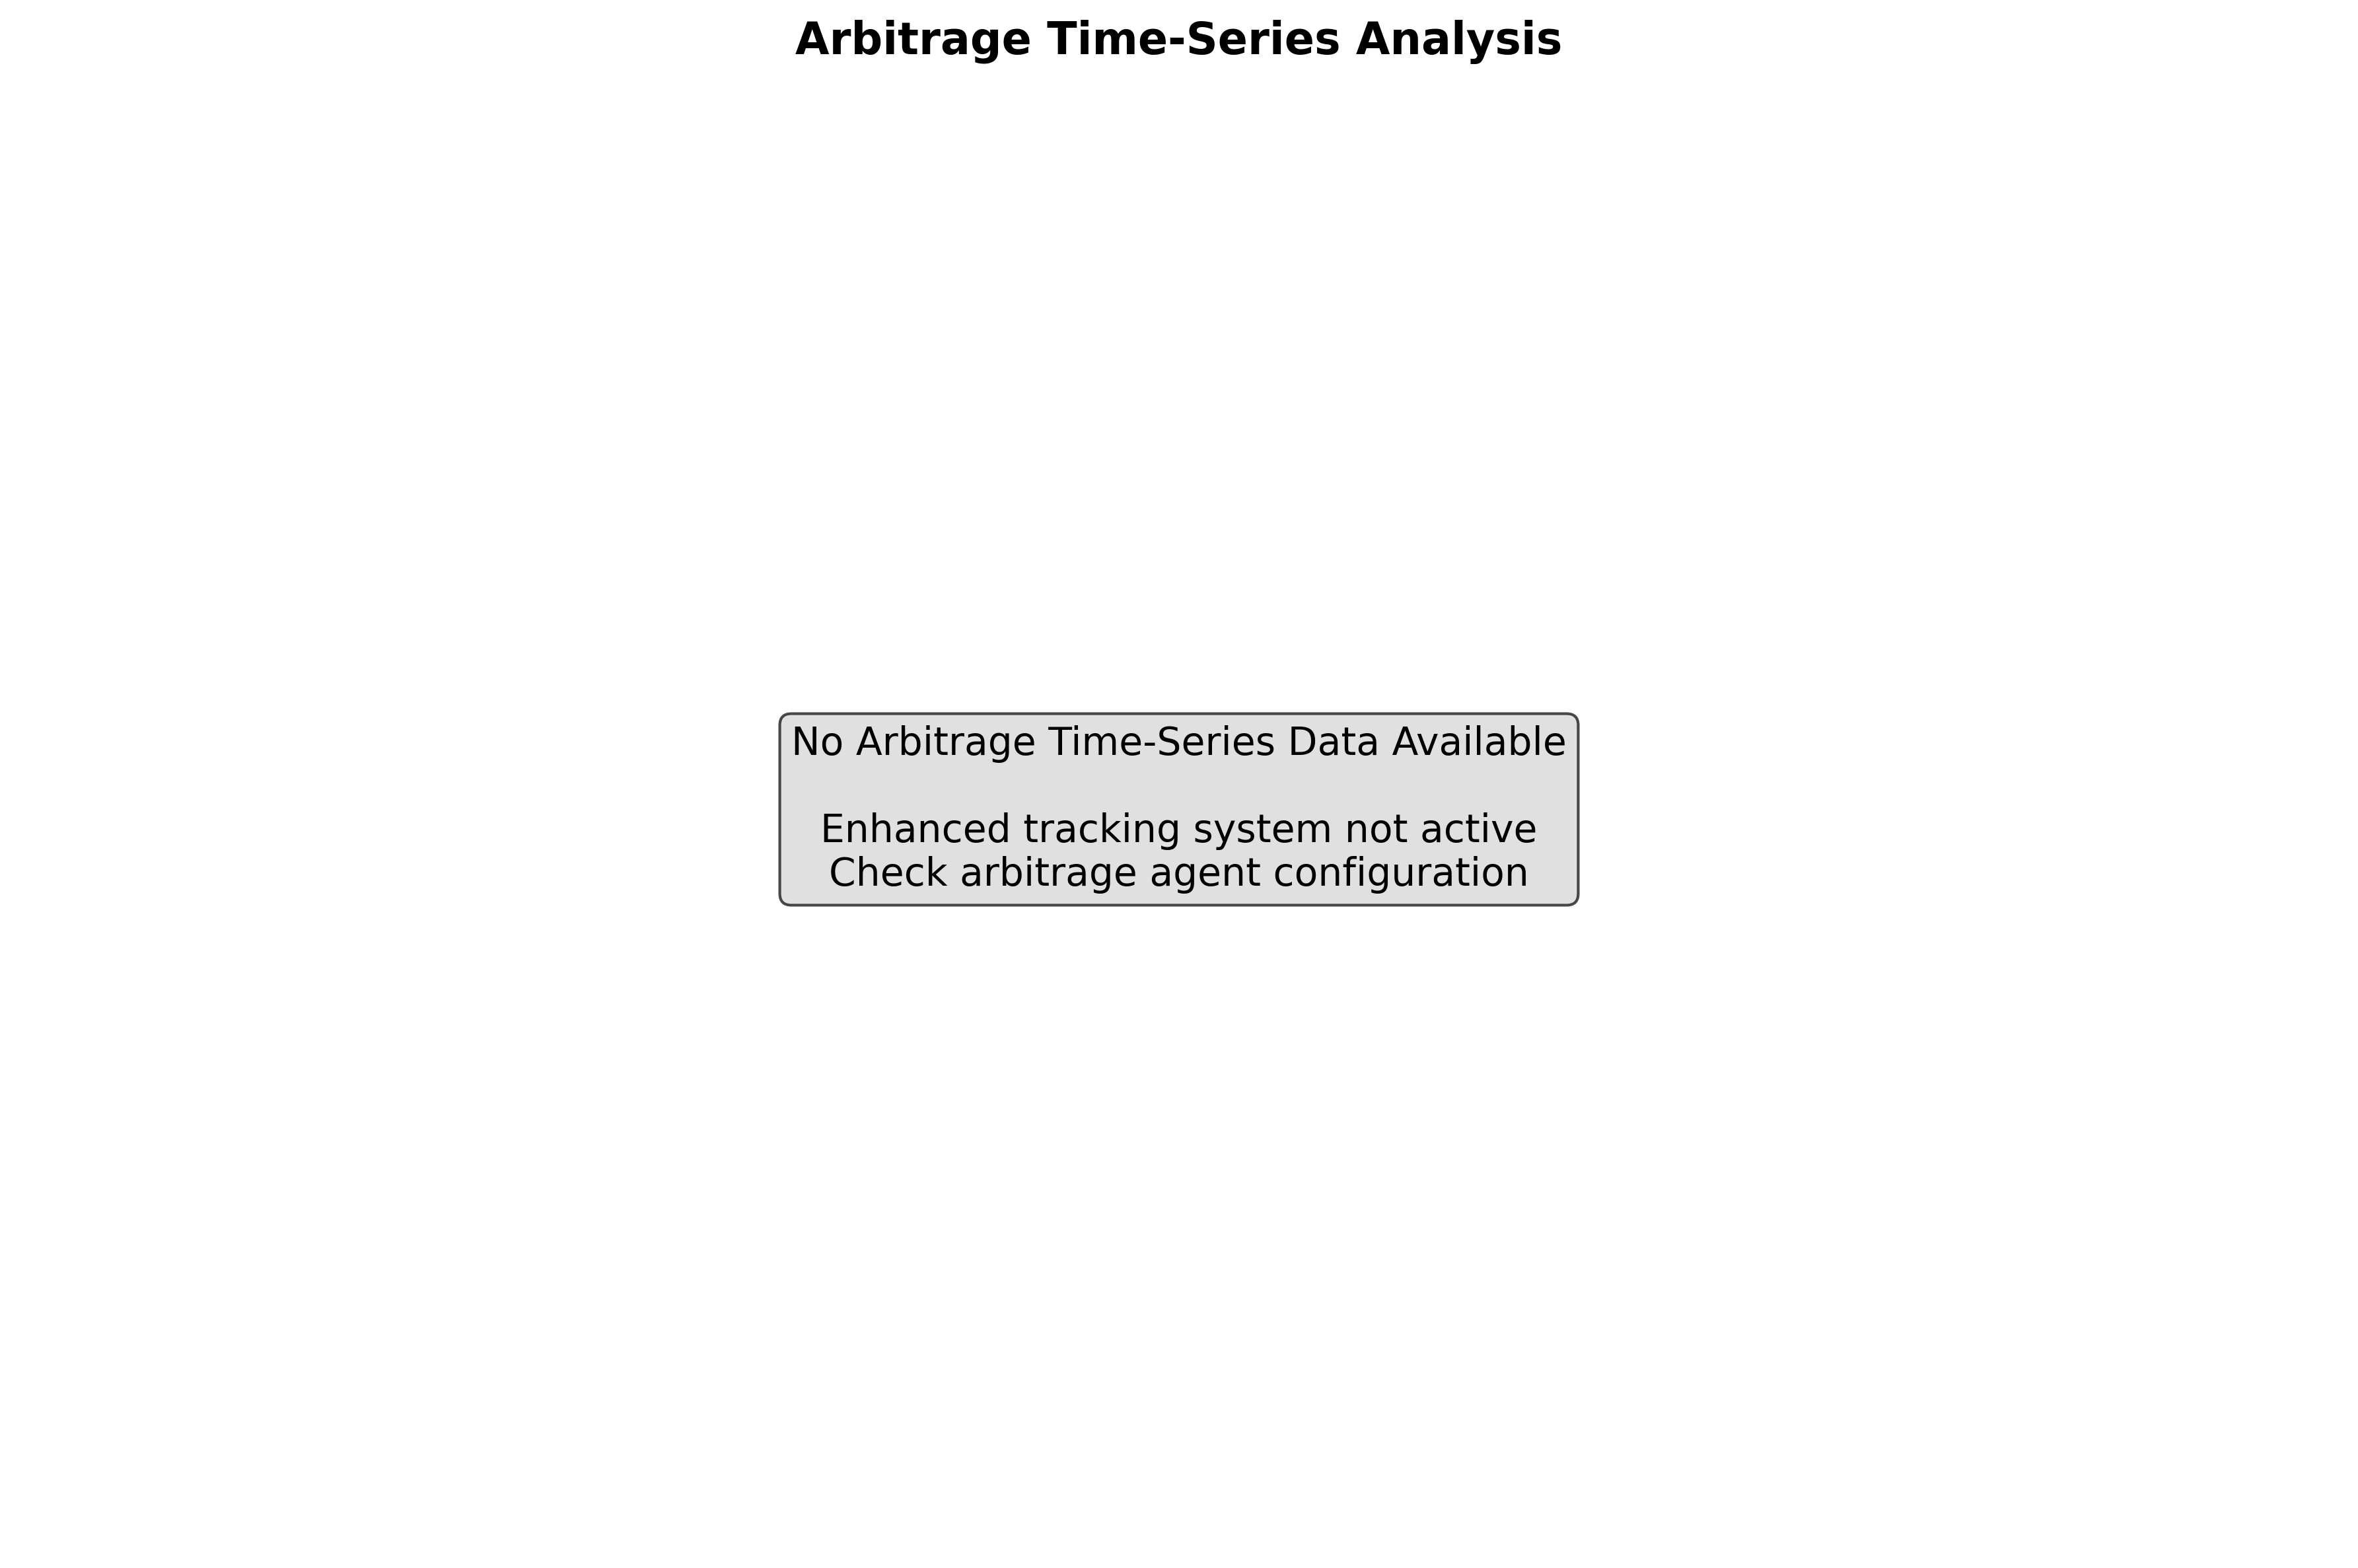 Arbitrage Time-Series Analysis
No Arbitrage Time-Series Data Available
Enhanced tracking system not active
Check arbitrage agent configuration